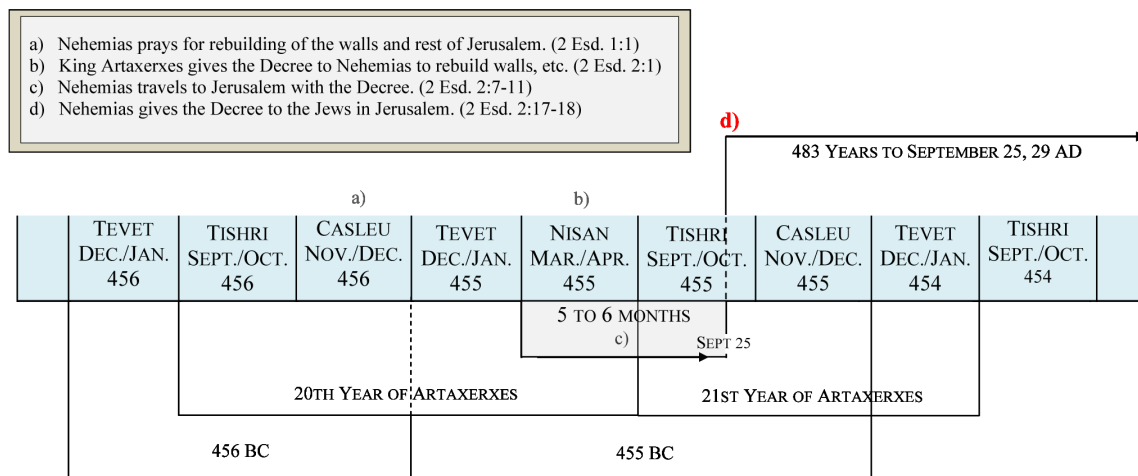 a) Nehemias prays for rebuilding of the walls and rest of Jerusalem. (2 Esd. 1:1)
b) King Artaxerxes gives the Decree to Nehemias to rebuild walls, etc. (2 Esd. 2:1)
c) Nehemias travels to Jerusalem with the Decree. (2 Esd. 2:7-11)
d) Nehemias gives the Decree to the Jews in Jerusalem. (2 Esd. 2:17-18)
d)
483 YEARS TO SEPTEMBER 25, 29 AD
a)
b)
TEVET
DEC./JAN.
456
TISHRI
SEPT./OCT.
456
CASLEU
NOV./DEC.
456
TEVET
DEC./JAN.
455
NISAN
MAR./APR.
455
TISHRI
SEPT./OCT.
455
CASLEU
NOV./DEC.
455
TEVET
DEC./JAN.
454
TISHRI
SEPT./OCT.
454
5 TO 6 MONTHS
c)
SEPT 25
20TH YEAR OF ARTAXERXES
21ST YEAR OF ARTAXERXES
456 BC
455 BC